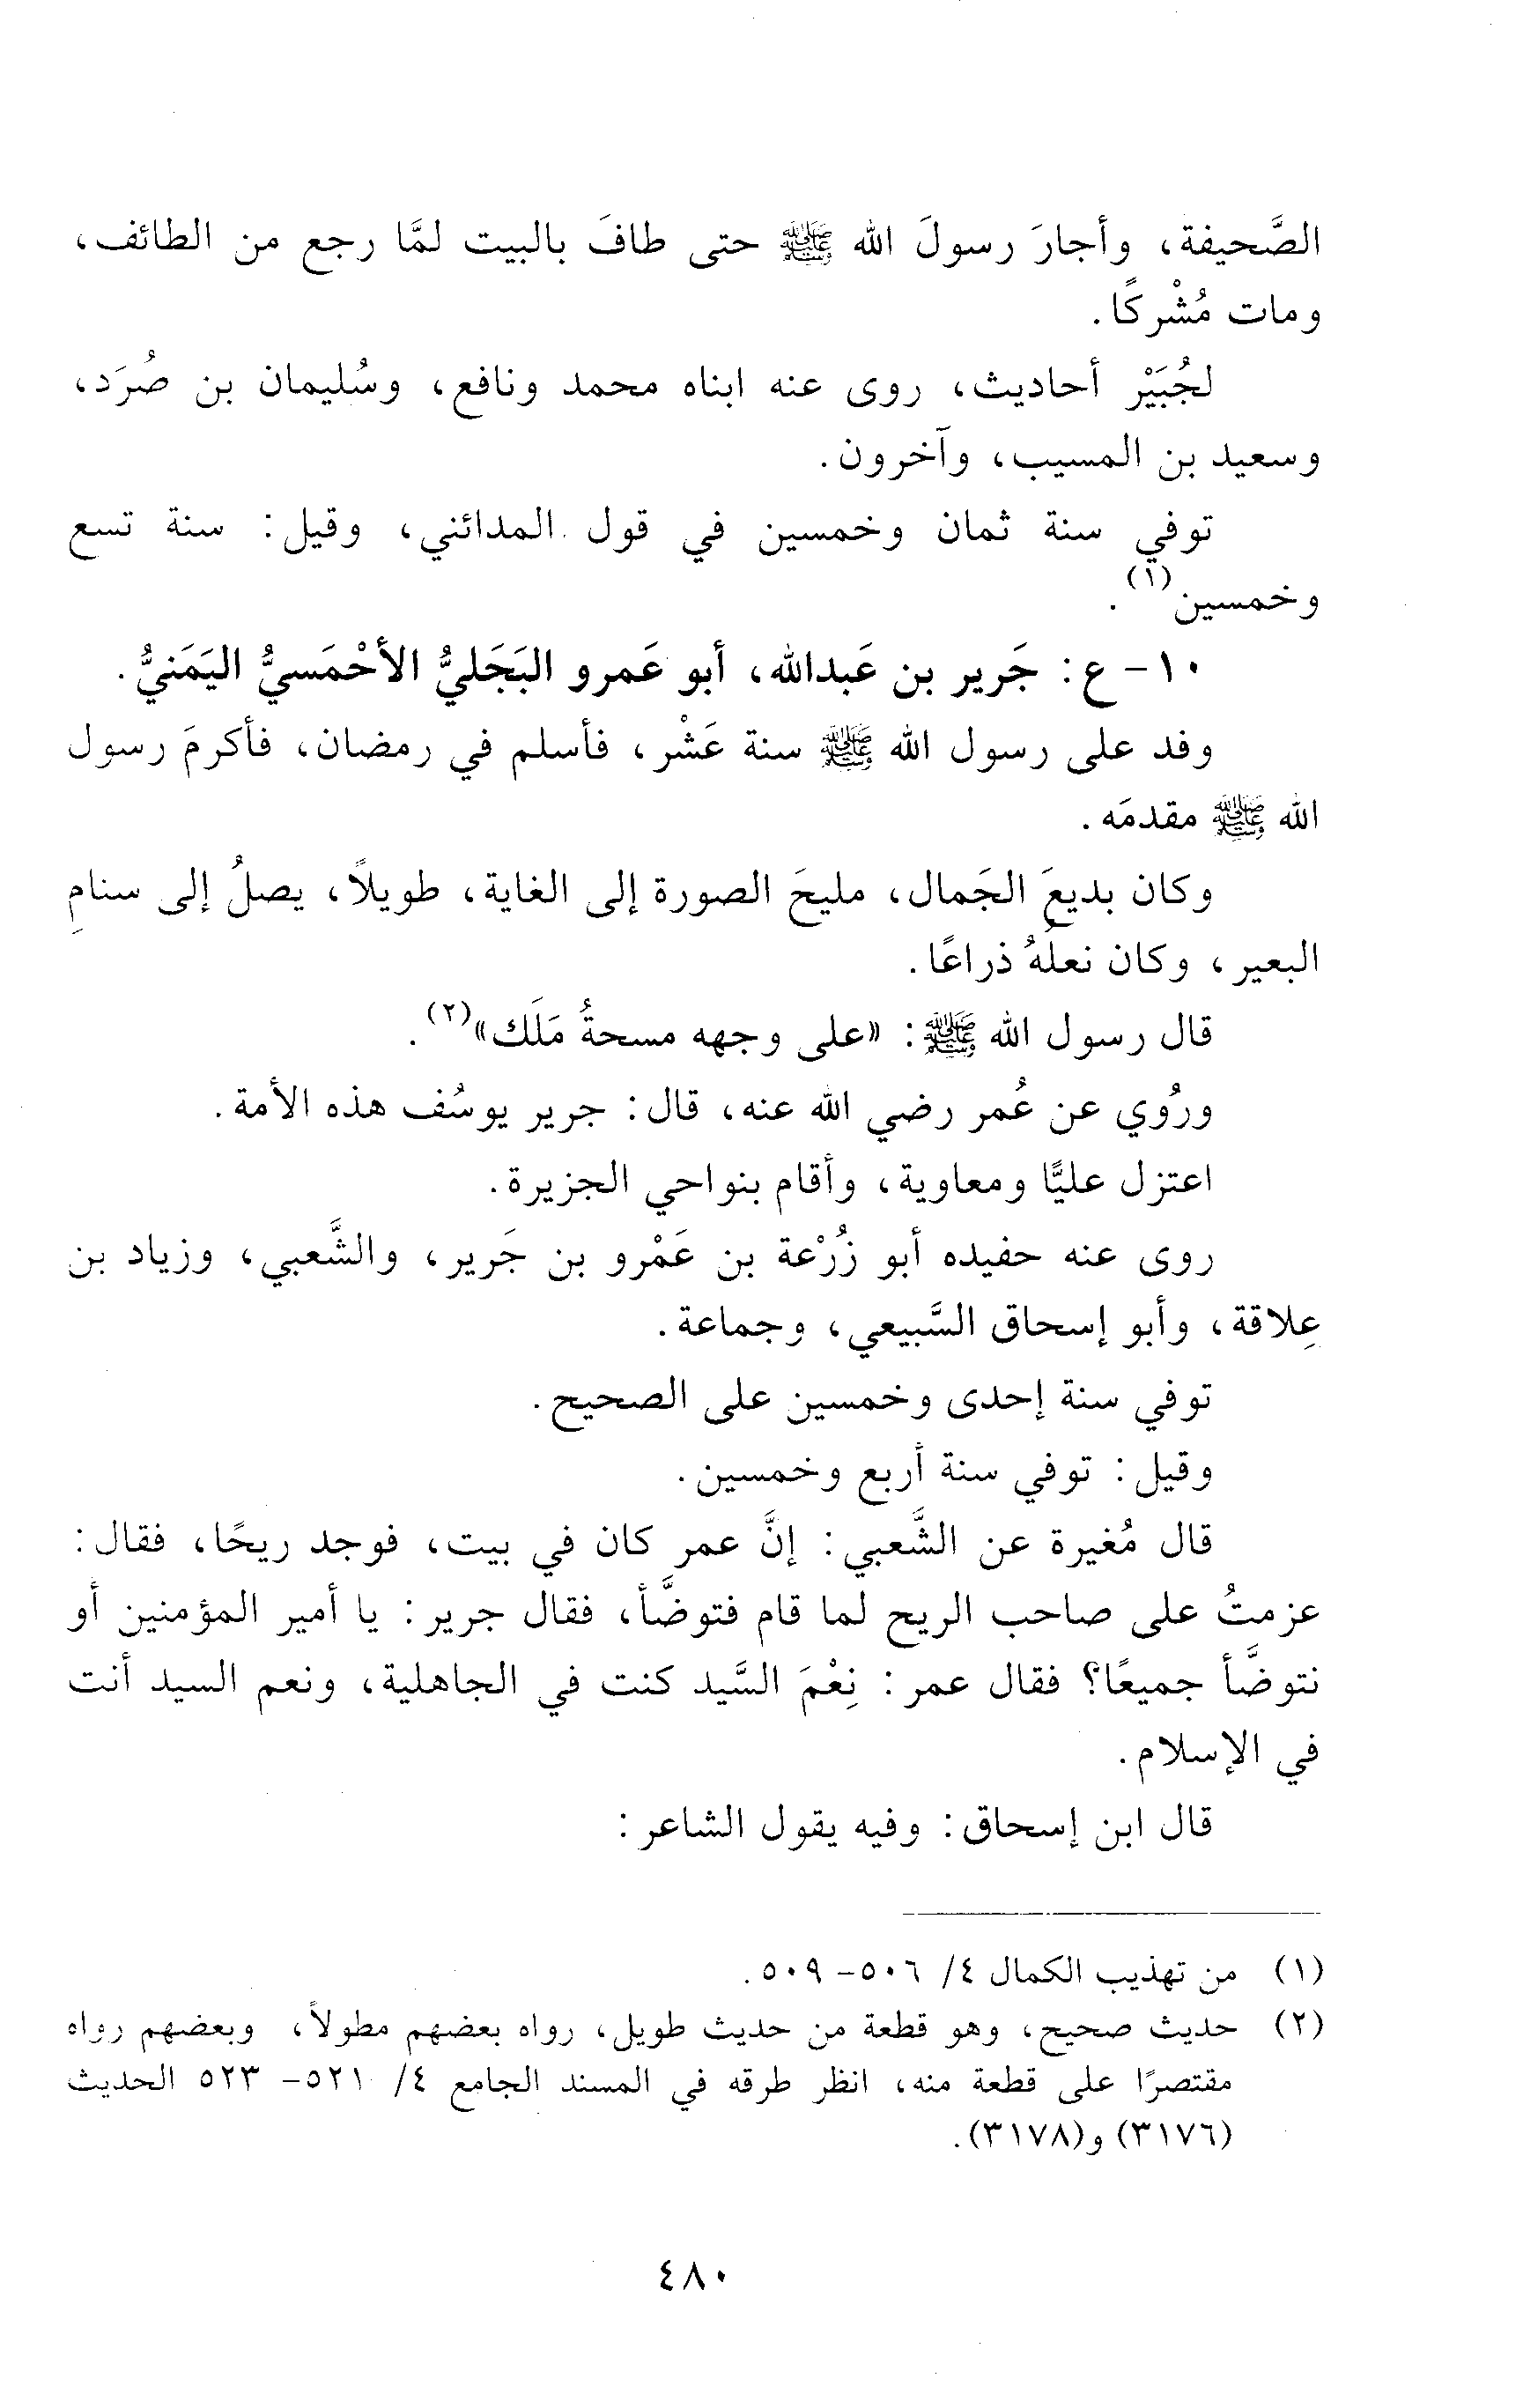 الصَّحيفة، وأجارَ رسولَ الله ﷺ حتى طافَ بالبيت لمَّا رجع من الطائف،
ومات مُشْركًا.
لجُبَيْر أحاديث، روى عنه ابناه محمد ونافع، وسُليمان بن صُرَد،
وسعيد بن المسيب، وآخرون.
توفي سنة ثمان وخمسين في قول المدائني، وقيل: سنة تسع
وخمسين(١).
١٠- ع: جَرير بن عَبدالله، أبو عَمرو البَجَليُّ الأحْمَسيُّ اليَمَنيُّ.
وفد على رسول الله ﷺ سنة عَشْر، فأسلم في رمضان، فأكرمَ رسول
الله ﷺ مقدمَه.
وكان بديعَ الجَمال، مليحَ الصورة إلى الغاية، طويلاً، يصلُ إلى سنامِ
البعير، وكان نعلُهُ ذراعًا.
قال رسول الله ﷺ: «على وجهه مسحةُ مَلَك»(٢).
ورُوي عن عُمر رضي الله عنه، قال: جرير يوسُف هذه الأمة.
اعتزل عليًّا ومعاوية، وأقام بنواحي الجزيرة.
روى عنه حفيده أبو زُرْعة بن عَمْرو بن جَرير، والشَّعبي، وزياد بن
عِلاقة، وأبو إسحاق السَّبيعي، وجماعة.
توفي سنة إحدى وخمسين على الصحيح.
وقيل: توفي سنة أربع وخمسين.
قال مُغيرة عن الشَّعبي: إنَّ عمر كان في بيت، فوجد ريحًا، فقال:
عزمتُ على صاحب الريح لما قام فتوضَّأ، فقال جرير: يا أمير المؤمنين أو
نتوضَّأ جميعًا؟ فقال عمر: نِعْمَ السَّيد كنت في الجاهلية، ونعم السيد أنت
في الإسلام.
قال ابن إسحاق: وفيه يقول الشاعر:
(١) من تهذيب الكمال ٤/ ٥٠٦- ٥٠٩.
(٢) حديث صحيح، وهو قطعة من حديث طويل، رواه بعضهم مطولاً، وبعضهم رواه
مقتصرًا على قطعة منه، انظر طرقه في المسند الجامع ٤/ ٥٢١- ٥٢٣ الحديث
(٣١٧٦) و(٣١٧٨).
٤٨٠